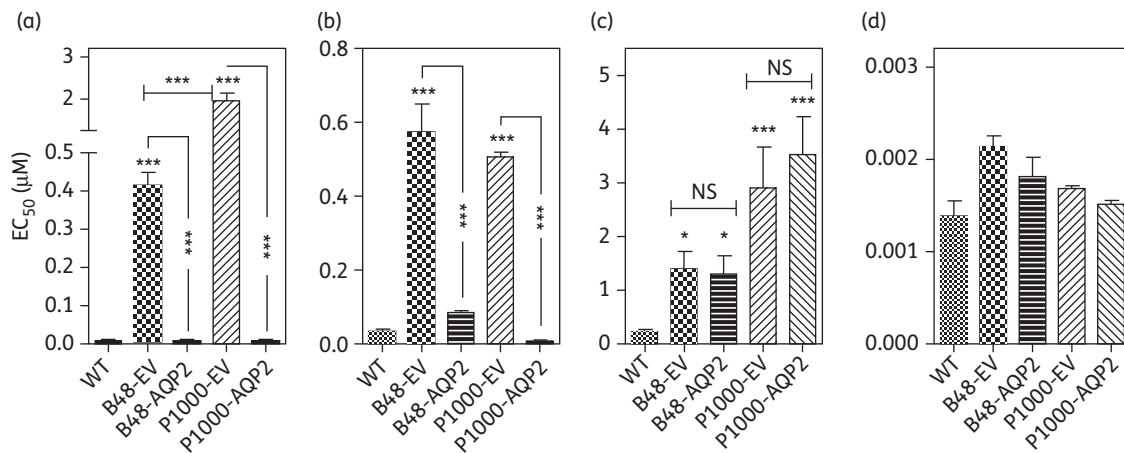 (a)
(b)
(c)
(d)
EC50 (µM)
3
2
0.5
0.4
0.3
0.2
0.1
0.0
***
***
***
***
***
WT
B48-EV
B48-AQP2
P1000-EV
P1000-AQP2
0.8
0.6
0.4
0.2
0.0
***
***
***
***
WT
B48-EV
B48-AQP2
P1000-EV
P1000-AQP2
5
4
3
2
1
0
NS
NS
*
*
***
***
WT
B48-EV
B48-AQP2
P1000-EV
P1000-AQP2
0.003
0.002
0.001
0.000
WT
B48-EV
B48-AQP2
P1000-EV
P1000-AQP2